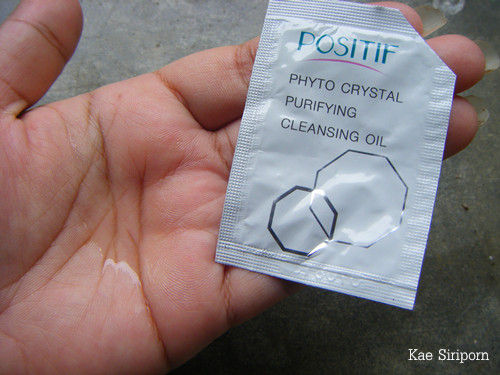 POSITIF
PHYTO CRYSTAL
PURIFYING
CLEANSING OIL
Kae Siriporn